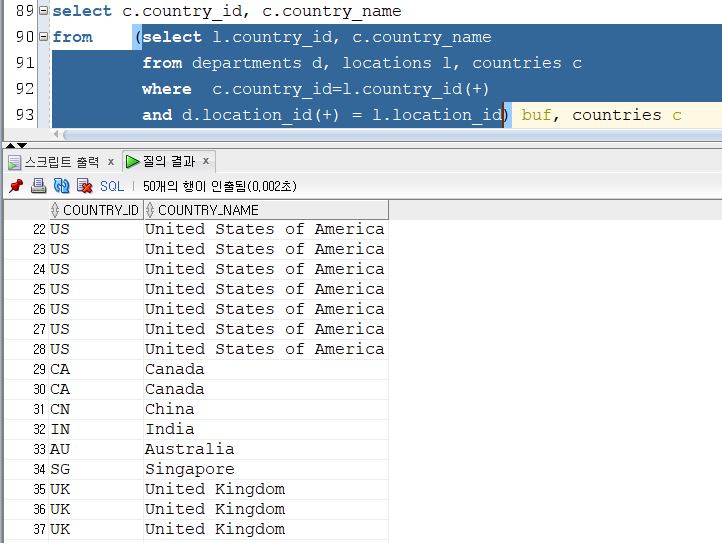 89 select c.country_id, c.country_name
90 from (select l.country_id, c.country_name
91 from departments d, locations l, countries c
92 where c.country_id=l.country_id(+)
93 and d.location_id(+) = l.location_id) buf, countries c
스크립트 출력 x 질의 결과 x
SQL | 50개의 행이 인출됨(0,002초)
COUNTRY_ID COUNTRY_NAME
22 US United States of America
23 US United States of America
24 US United States of America
25 US United States of America
26 US United States of America
27 US United States of America
28 US United States of America
29 CA Canada
30 CA Canada
31 CN China
32 IN India
33 AU Australia
34 SG Singapore
35 UK United Kingdom
36 UK United Kingdom
37 UK United Kingdom